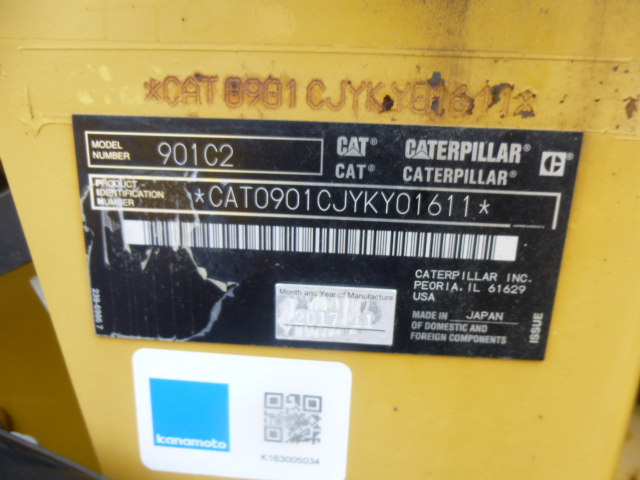 *CAT0901CJYKY01611*
MODEL NUMBER 901C2
CAT CATERPILLAR C
CAT® CATERPILLAR®
PRODUCT IDENTIFICATION NUMBER *CAT0901CJYKY01611*
CATERPILLAR INC.
PEORIA, IL 61629
USA
Month and Year of Manufacture
2017
MADE IN JAPAN
OF DOMESTIC AND
FOREIGN COMPONENTS
ISSUE
kanamoto
K163005034